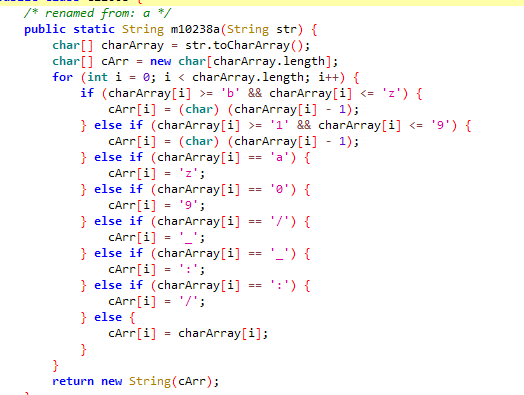 /* renamed from: a */
public static String m10238a(String str) {
char[] charArray = str.toCharArray();
char[] cArr = new char[charArray.length];
for (int i = 0; i < charArray.length; i++) {
if (charArray[i] >= 'b' && charArray[i] <= 'z') {
cArr[i] = (char) (charArray[i] - 1);
} else if (charArray[i] >= '1' && charArray[i] <= '9') {
cArr[i] = (char) (charArray[i] - 1);
} else if (charArray[i] == 'a') {
cArr[i] = 'z';
} else if (charArray[i] == '0') {
cArr[i] = '9';
} else if (charArray[i] == '/') {
cArr[i] = '_';
} else if (charArray[i] == '_') {
cArr[i] = ':';
} else if (charArray[i] == ':') {
cArr[i] = '/';
} else {
cArr[i] = charArray[i];
}
}
return new String(cArr);